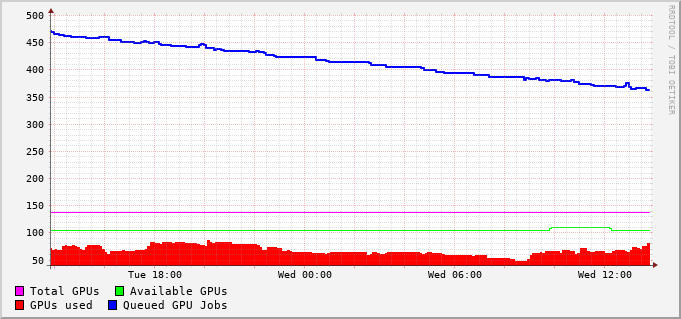 500
450
400
350
300
250
200
150
100
50
Tue 18:00 Wed 00:00 Wed 06:00 Wed 12:00
Total GPUs Available GPUs
GPUs used Queued GPU Jobs
RRDTOOL / TOBI OETIKER